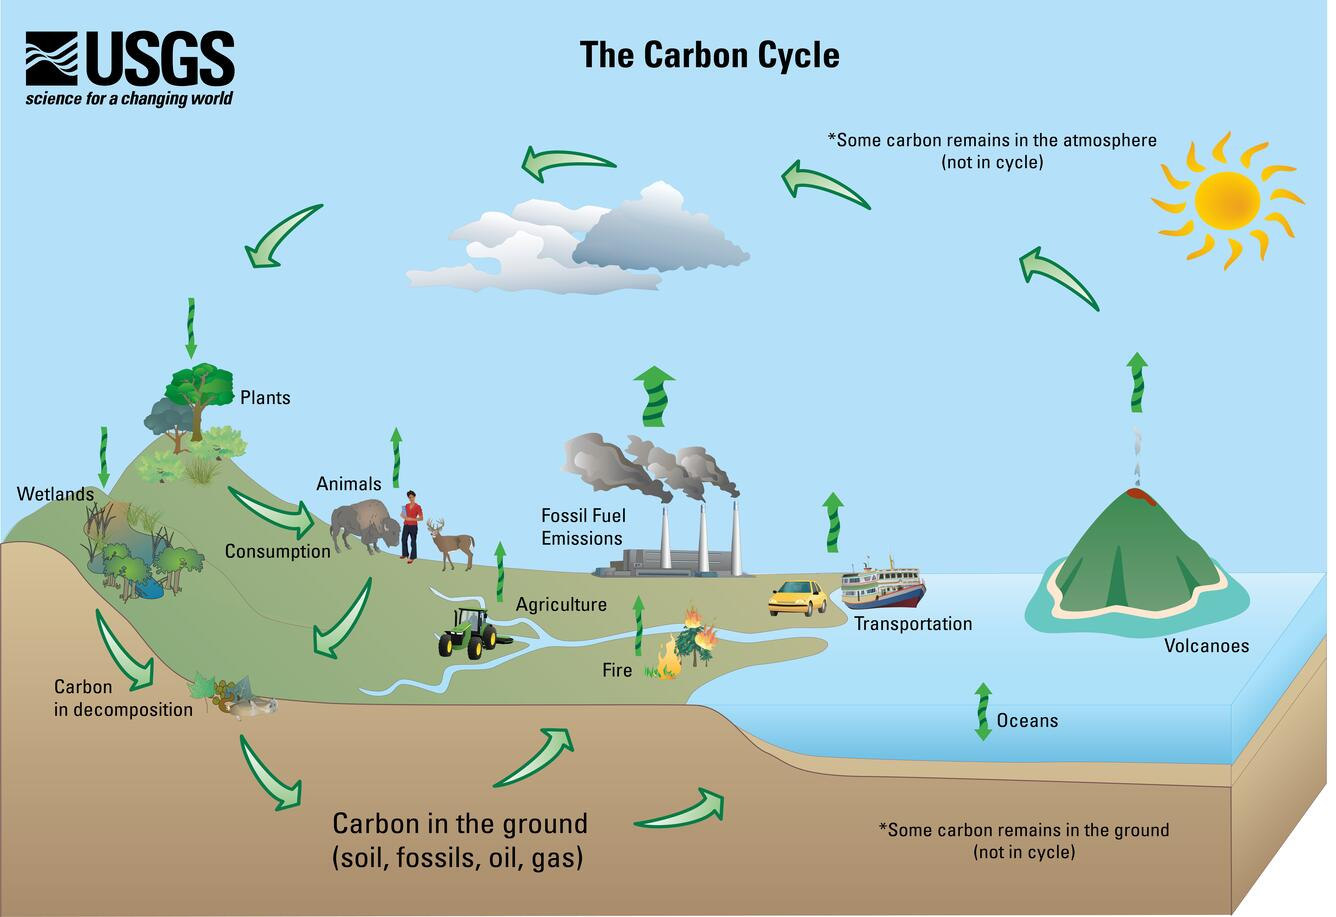 USGS
science for a changing world
The Carbon Cycle
*Some carbon remains in the atmosphere
(not in cycle)
Plants
Wetlands
Animals
Consumption
Fossil Fuel
Emissions
Agriculture
Transportation
Volcanoes
Fire
Carbon
in decomposition
Oceans
Carbon in the ground
(soil, fossils, oil, gas)
*Some carbon remains in the ground
(not in cycle)